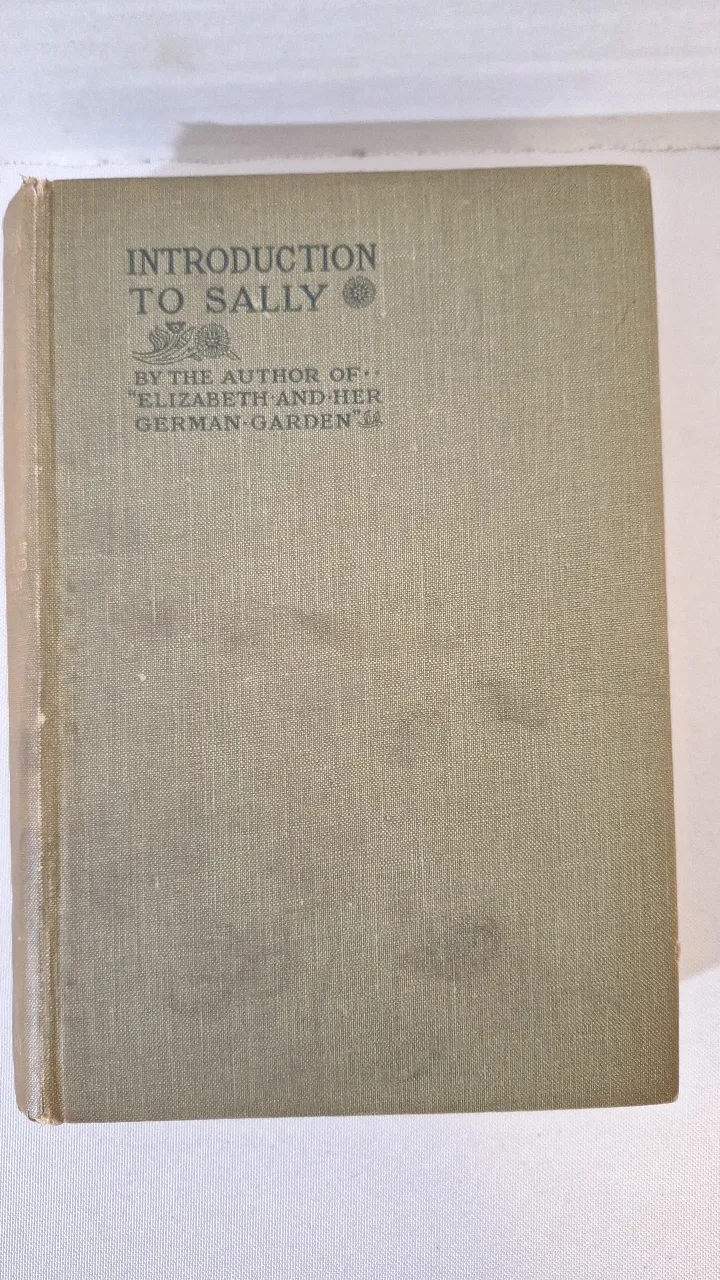 INTRODUCTION
TO SALLY
BY THE AUTHOR OF··
"ELIZABETH·AND·HER
GERMAN·GARDEN"